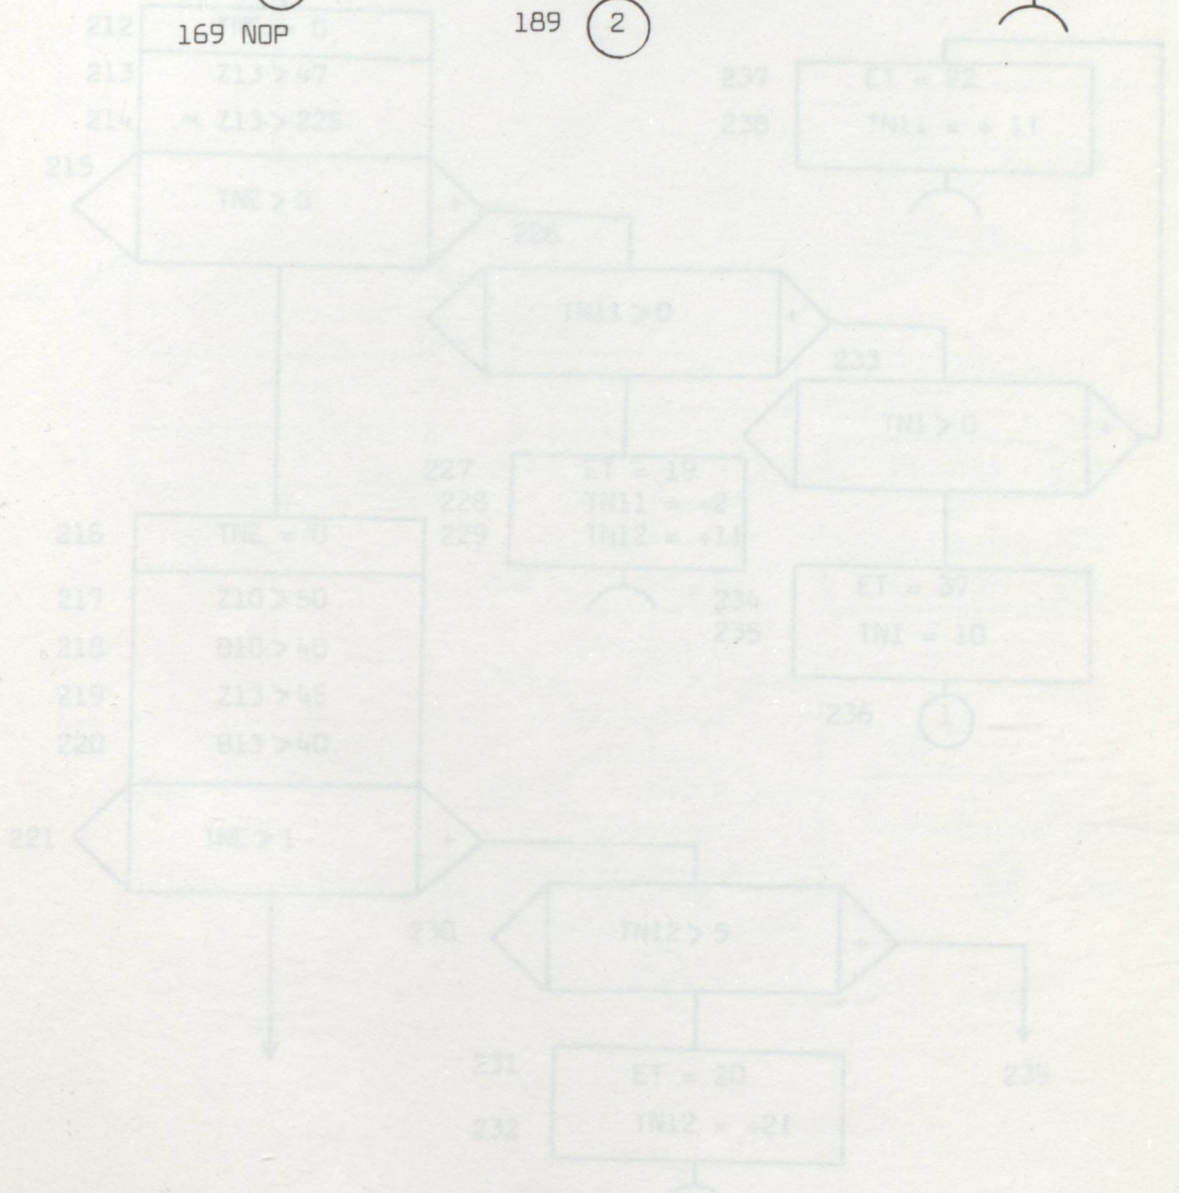 169 NOP
189 2
212
213 Z13 > 47
214 Z13 > 225
215 TNE > 0 +
226
237 ET = 22
238 TN11 = + 11
TN11 > 0 +
233
TN1 > 0 +
227 ET = 19
228 TN11 = +2
229 TN12 = +11
216 TNE = 0
217 Z10 > 50
218 B10 > 40
219 Z13 > 48
220 B13 > 40
234 ET = 37
235 TN1 = 10
236 1
221 TNE > 1 +
230 TN12 > 5 +
231 ET = 20
232 TN12 = +21
239